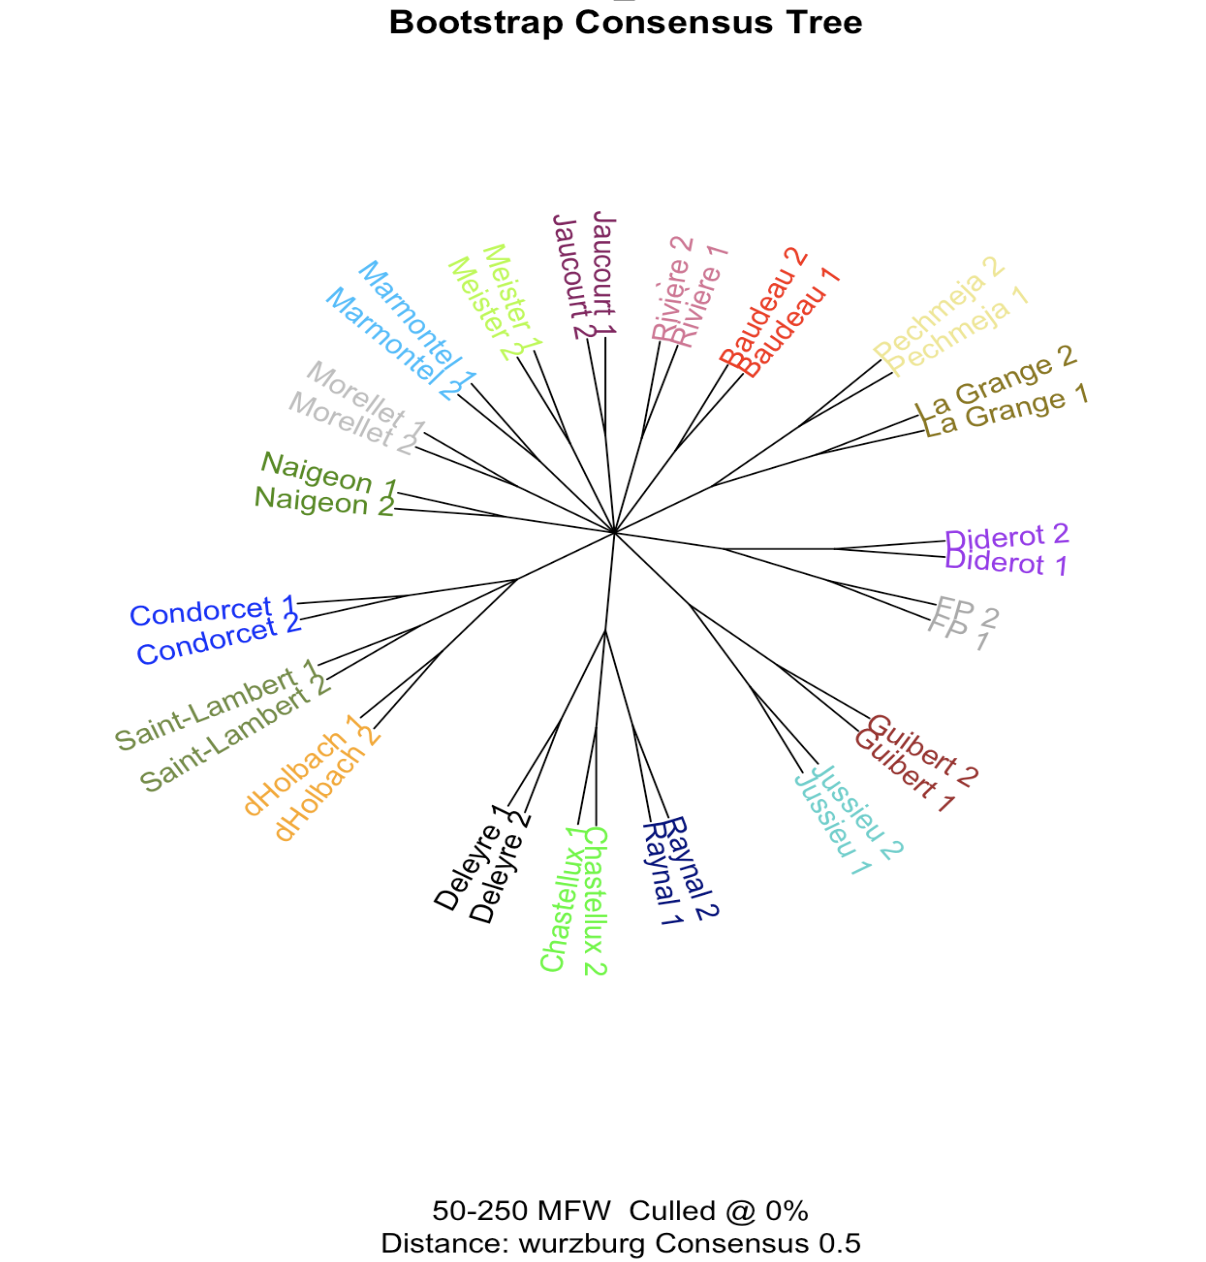 Bootstrap Consensus Tree
Jaucourt 1
Jaucourt 2
Rivière 2
Rivière 1
Baudeau 2
Baudeau 1
Pechmeja 2
Pechmeja 1
La Grange 2
La Grange 1
Diderot 2
Diderot 1
FP 2
FP 1
Guibert 2
Guibert 1
Jussieu 2
Jussieu 1
Raynal 2
Raynal 1
Chastellux 2
Chastellux 1
Deleyre 2
Deleyre 1
dHolbach 2
dHolbach 1
Saint-Lambert 2
Saint-Lambert 1
Condorcet 2
Condorcet 1
Naigeon 2
Naigeon 1
Morellet 2
Morellet 1
Marmontel 2
Marmontel 1
Meister 2
Meister 1
50-250 MFW  Culled @ 0%
Distance: wurzburg Consensus 0.5